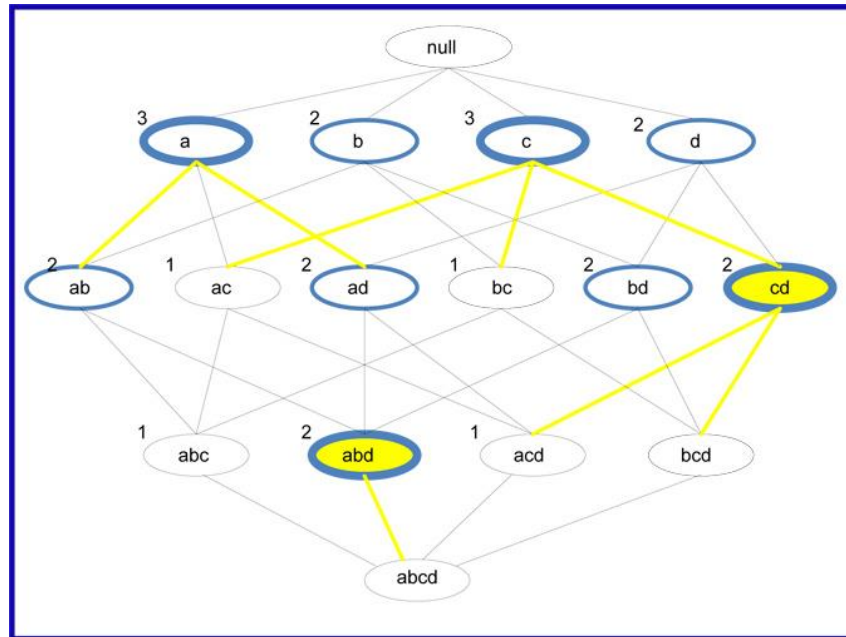 null
3 2 3 2
a b c d
2 1 2 1 2 2
ab ac ad bc bd cd
1 2 1
abc abd acd bcd
abcd